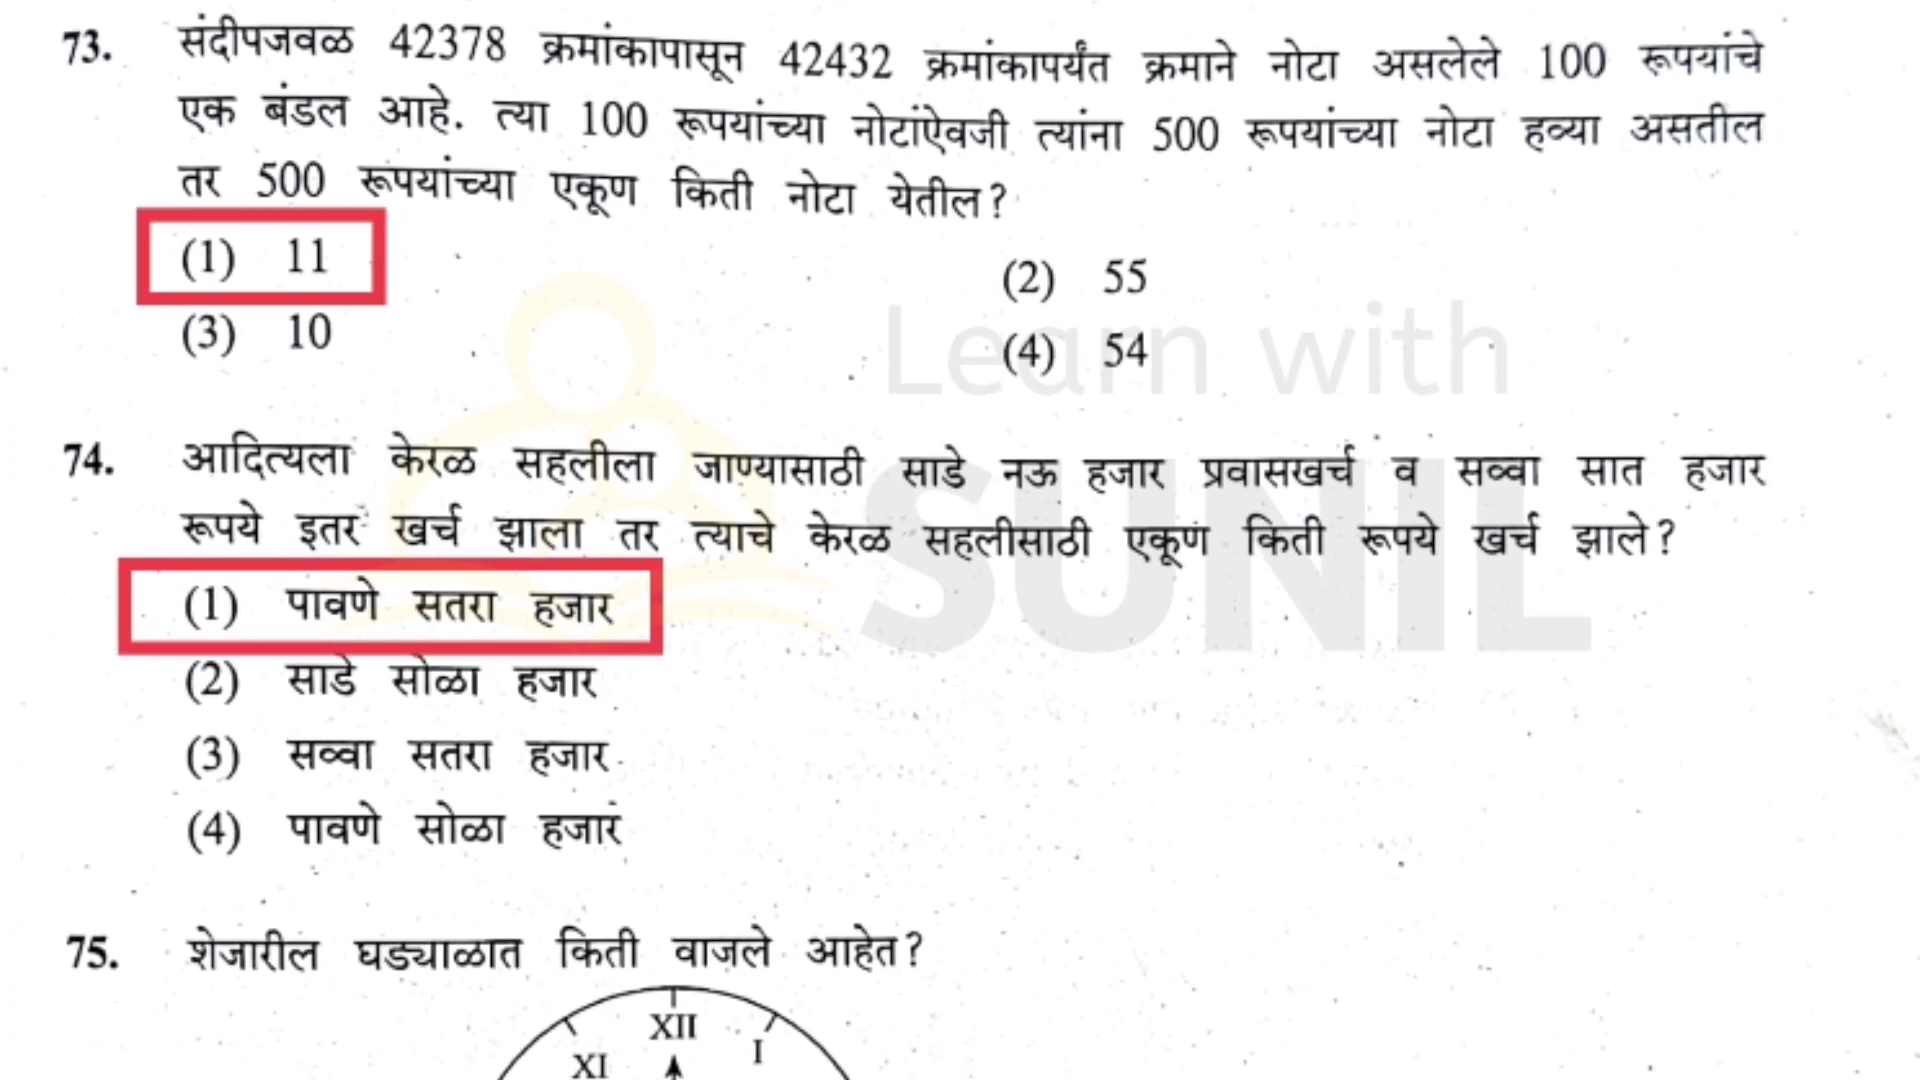 73. संदीपजवळ 42378 क्रमांकापासून 42432 क्रमांकापर्यंत क्रमाने नोटा असलेले 100 रूपयांचे
एक बंडल आहे. त्या 100 रूपयांच्या नोटांऐवजी त्यांना 500 रूपयांच्या नोटा हव्या असतील
तर 500 रूपयांच्या एकूण किती नोटा येतील?
(1) 11
(2) 55
(3) 10
(4) 54
Learn with
SUNIL
74. आदित्यला केरळ सहलीला जाण्यासाठी साडे नऊ हजार प्रवासखर्च व सव्वा सात हजार
रूपये इतर खर्च झाला तर त्याचे केरळ सहलीसाठी एकूण किती रूपये खर्च झाले?
(1) पावणे सतरा हजार
(2) साडे सोळा हजार
(3) सव्वा सतरा हजार
(4) पावणे सोळा हजार
75. शेजारील घड्याळात किती वाजले आहेत?
XII
XI
I